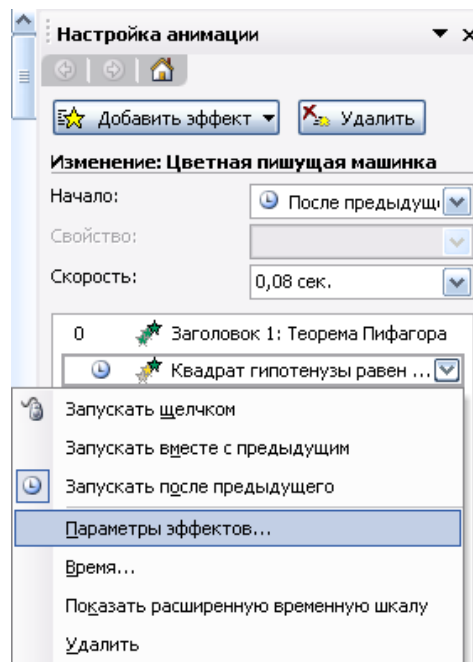 Настройка анимации
Добавить эффект
Удалить
Изменение: Цветная пишущая машинка
Начало:
После предыдущ
Свойство:
Скорость:
0,08 сек.
0 Заголовок 1: Теорема Пифагора
Квадрат гипотенузы равен ...
Запускать щелчком
Запускать вместе с предыдущим
Запускать после предыдущего
Параметры эффектов...
Время...
Показать расширенную временную шкалу
Удалить